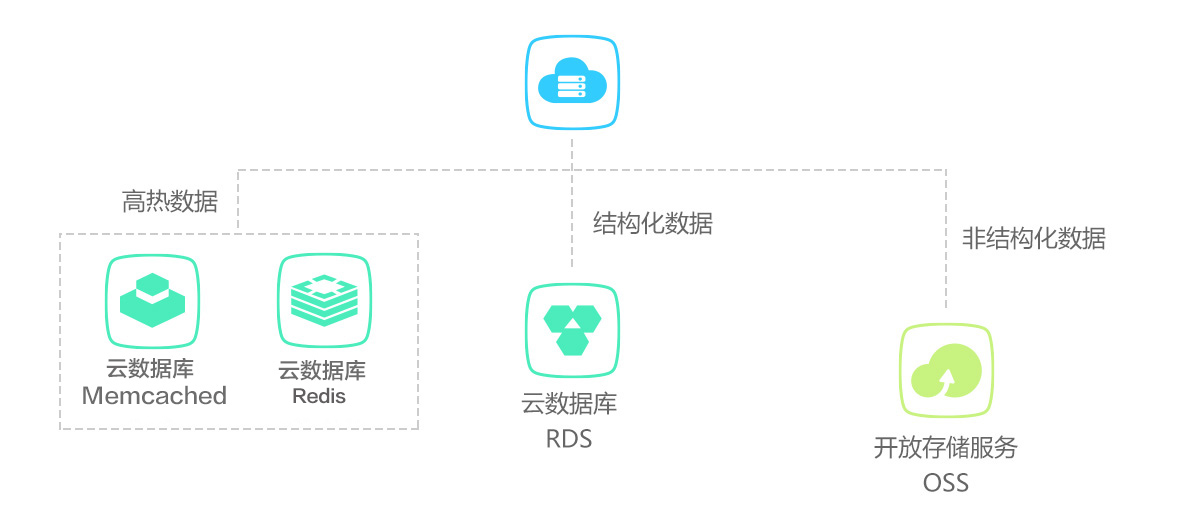 高热数据
结构化数据
非结构化数据
云数据库
Memcached
云数据库
Redis
云数据库
RDS
开放存储服务
OSS